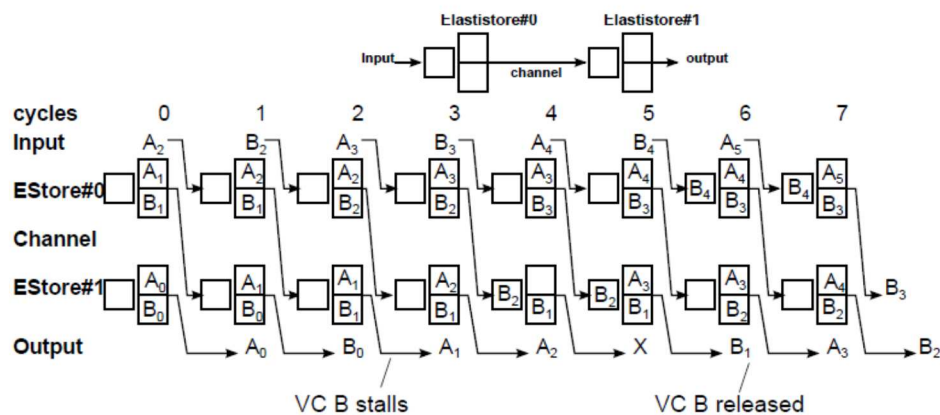 Elastistore#0 Elastistore#1
Input channel output
cycles 0 1 2 3 4 5 6 7
Input A2 B2 A3 B3 A4 B4 A5
A1 A2 A2 A3 A3 A4 A4 A5
EStore#0 B4 B4
B1 B1 B2 B2 B3 B3 B3 B3
Channel
A0 A1 A1 A2 A3 A3 A4
EStore#1 B2 B2 B3
B0 B0 B1 B1 B1 B1 B2 B2
Output A0 B0 A1 A2 X B1 A3 B2
VC B stalls VC B released